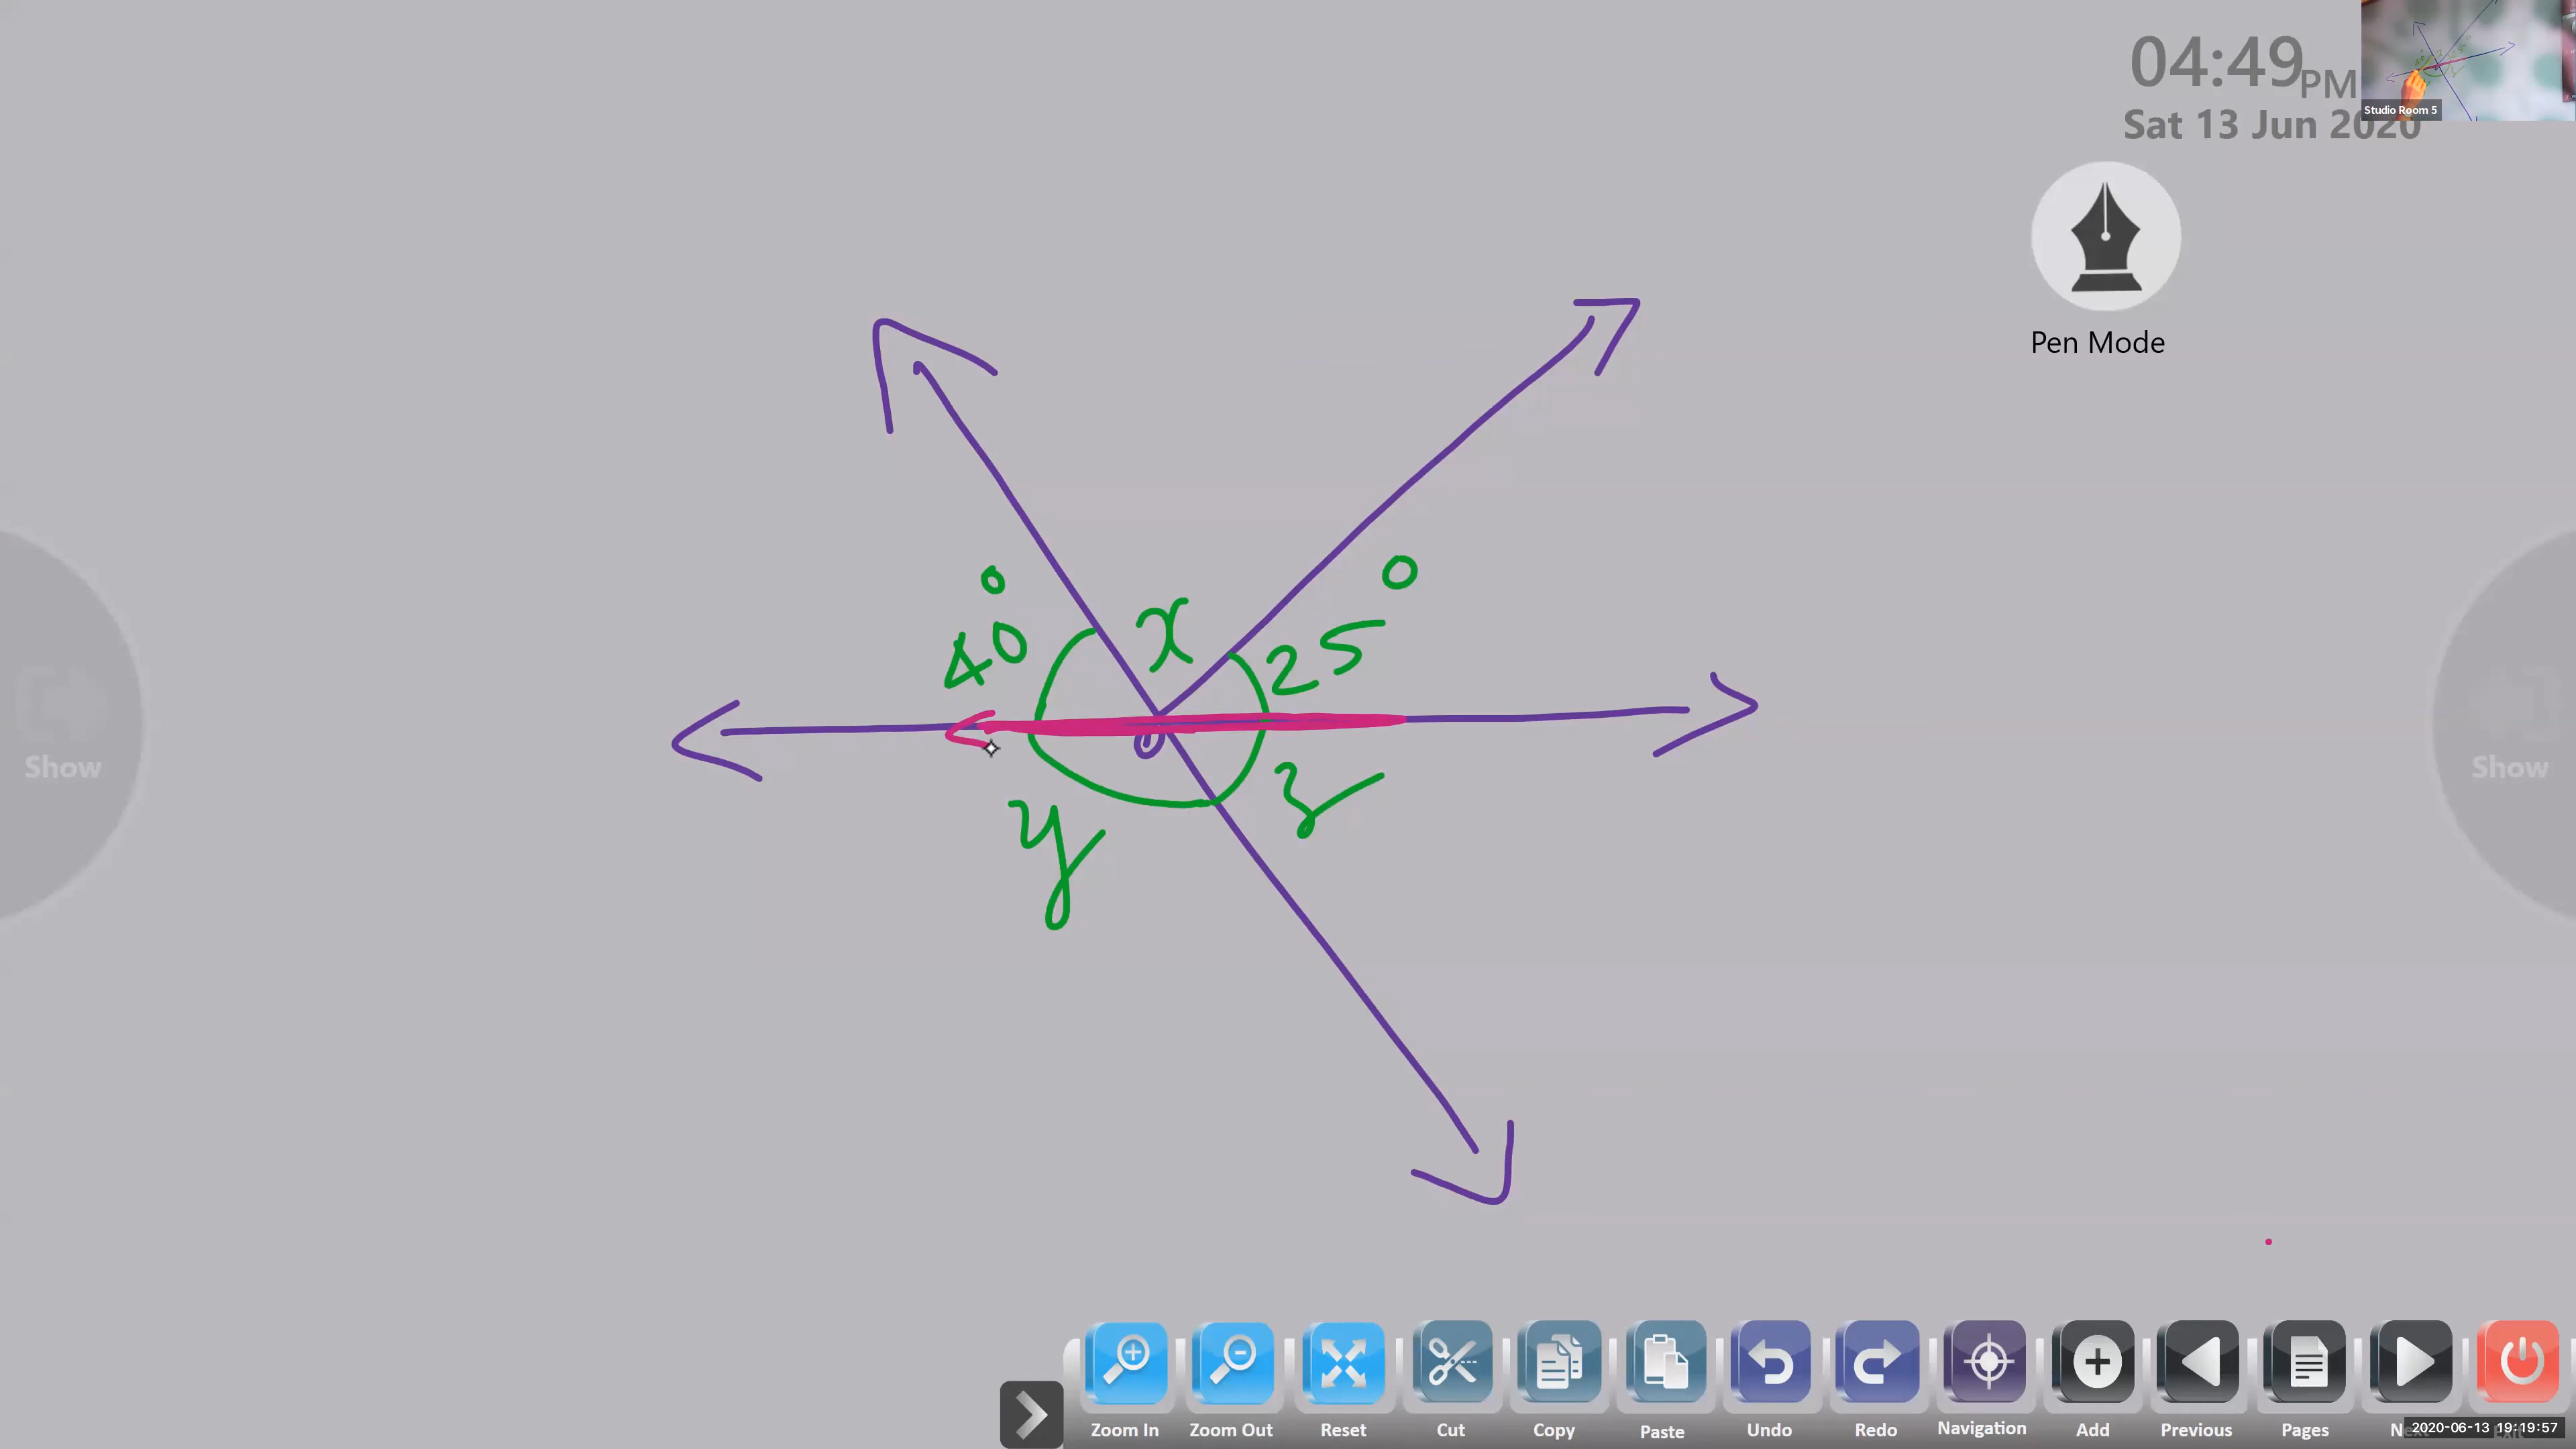 04:49PM
Sat 13 Jun 2020
Studio Room 5
Pen Mode
40° x 25°
y z
Show
Show
Zoom In Zoom Out Reset Cut Copy Paste Undo Redo Navigation Add Previous Pages
2020-06-13 19:19:57